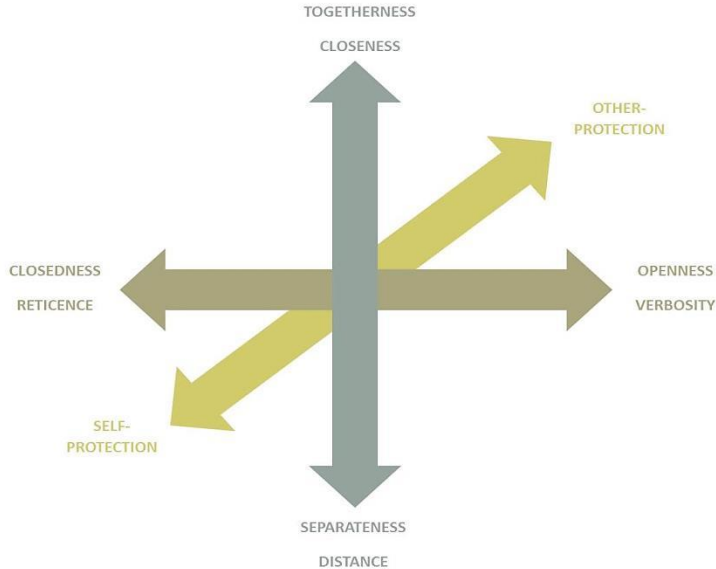 TOGETHERNESS
CLOSENESS
OTHER-
PROTECTION
CLOSEDNESS
RETICENCE
OPENNESS
VERBOSITY
SELF-
PROTECTION
SEPARATENESS
DISTANCE